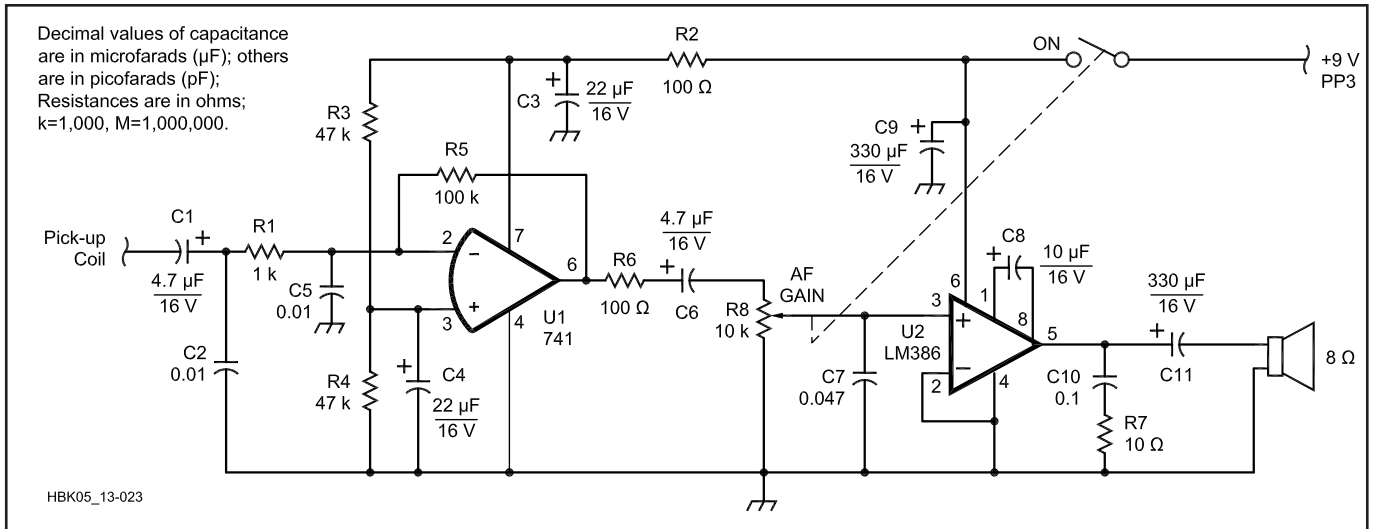 Decimal values of capacitance
are in microfarads (µF); others
are in picofarads (pF);
Resistances are in ohms;
k=1,000, M=1,000,000.
R2
100 Ω
ON
+9 V
PP3
R3
47 k
+
C3
22 µF
16 V
C9
+
330 µF
16 V
R5
100 k
Pick-up
Coil
C1
+
4.7 µF
16 V
R1
1 k
C5
0.01
2
–
7
+
3
4
6
U1
741
R6
100 Ω
4.7 µF
16 V
+
C6
R8
10 k
AF
GAIN
C8
+
10 µF
16 V
6
1
8
3
+
U2
LM386
–
2
4
5
330 µF
16 V
+
C11
8 Ω
C2
0.01
R4
47 k
+
C4
22 µF
16 V
C7
0.047
C10
0.1
R7
10 Ω
HBK05_13-023